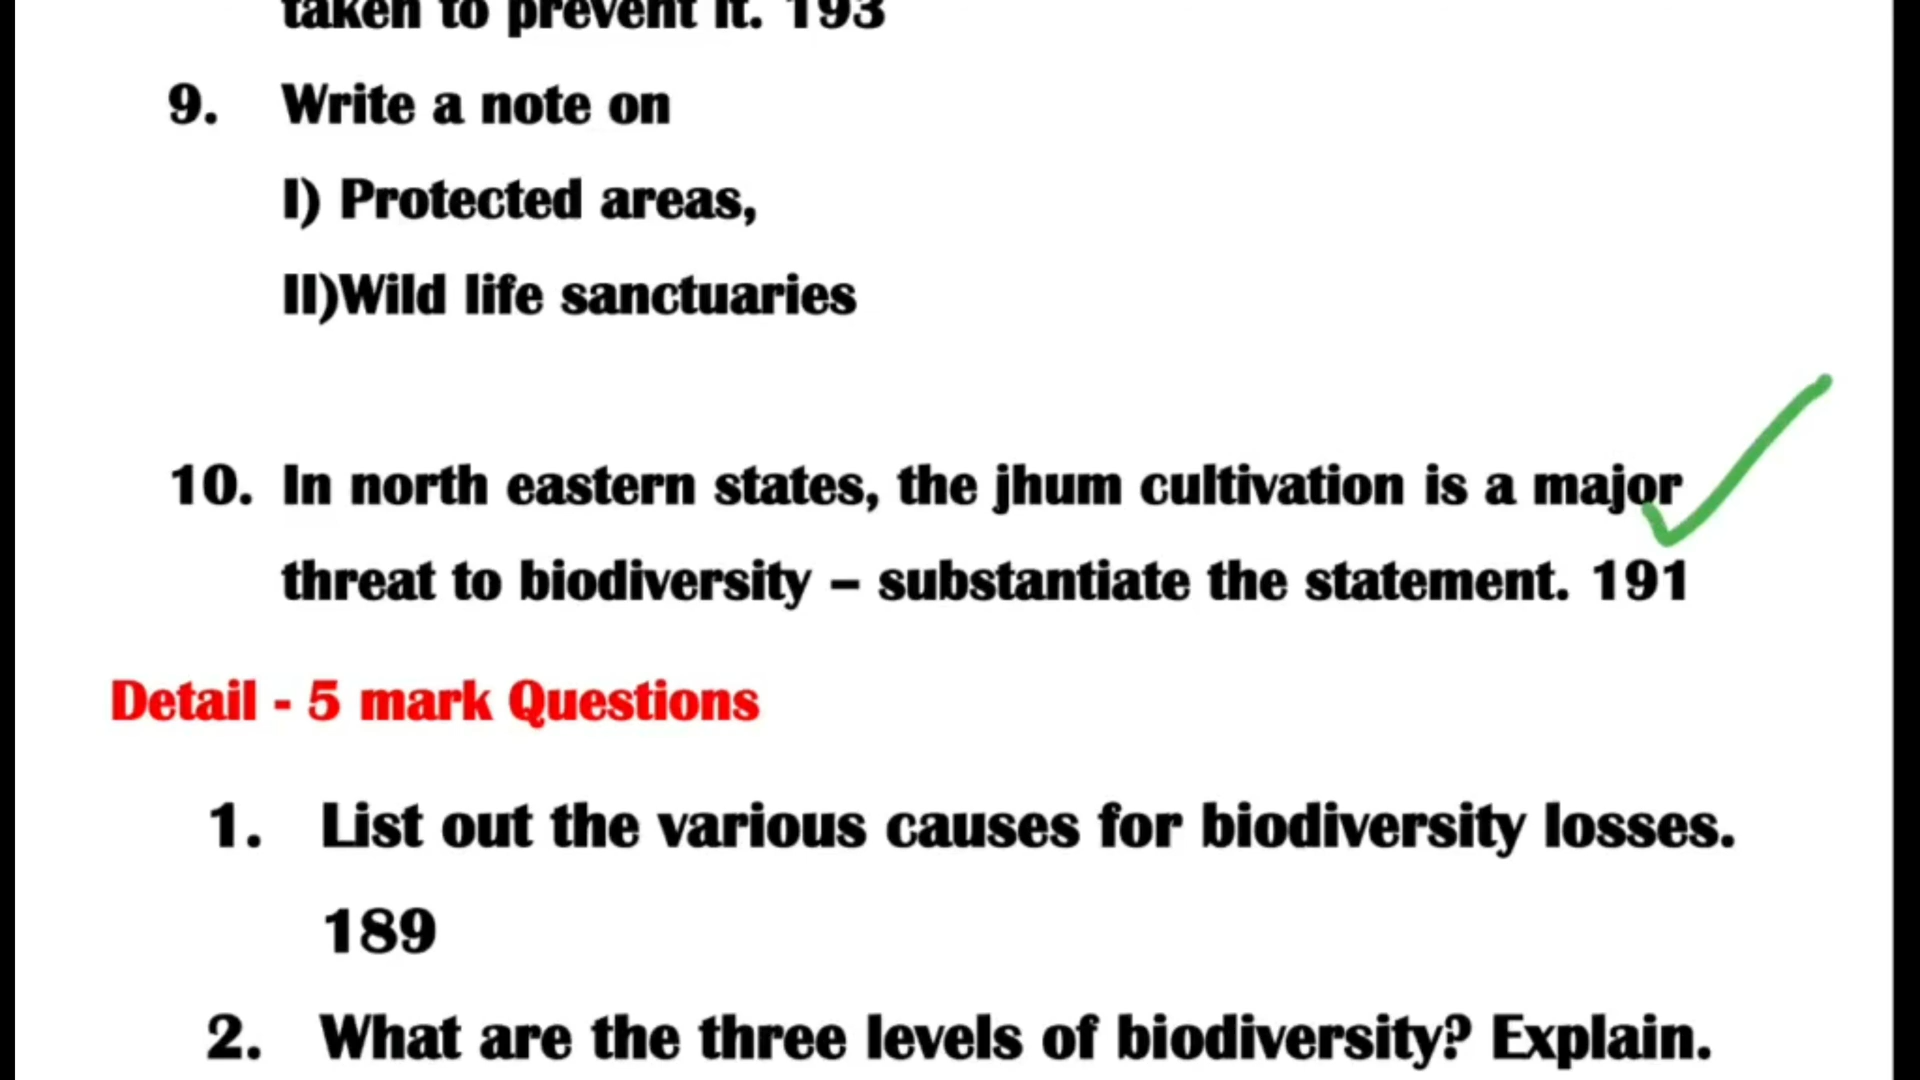 taken to prevent it. 193
9. Write a note on
I) Protected areas,
II)Wild life sanctuaries
10. In north eastern states, the jhum cultivation is a major
threat to biodiversity – substantiate the statement. 191
Detail - 5 mark Questions
1. List out the various causes for biodiversity losses.
189
2. What are the three levels of biodiversity? Explain.